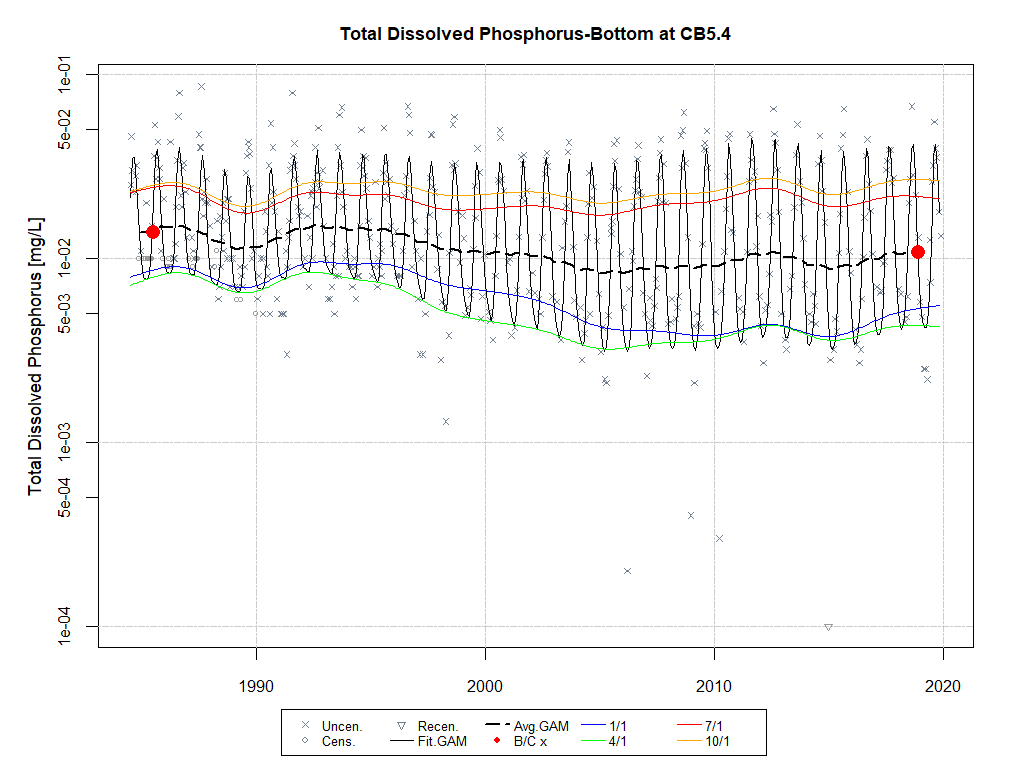 Total Dissolved Phosphorus-Bottom at CB5.4
Total Dissolved Phosphorus [mg/L]
1e-01
5e-02
1e-02
5e-03
1e-03
5e-04
1e-04
1990 2000 2010 2020
Uncen. Recen. Avg.GAM 1/1 7/1
Cens. Fit.GAM B/C x 4/1 10/1